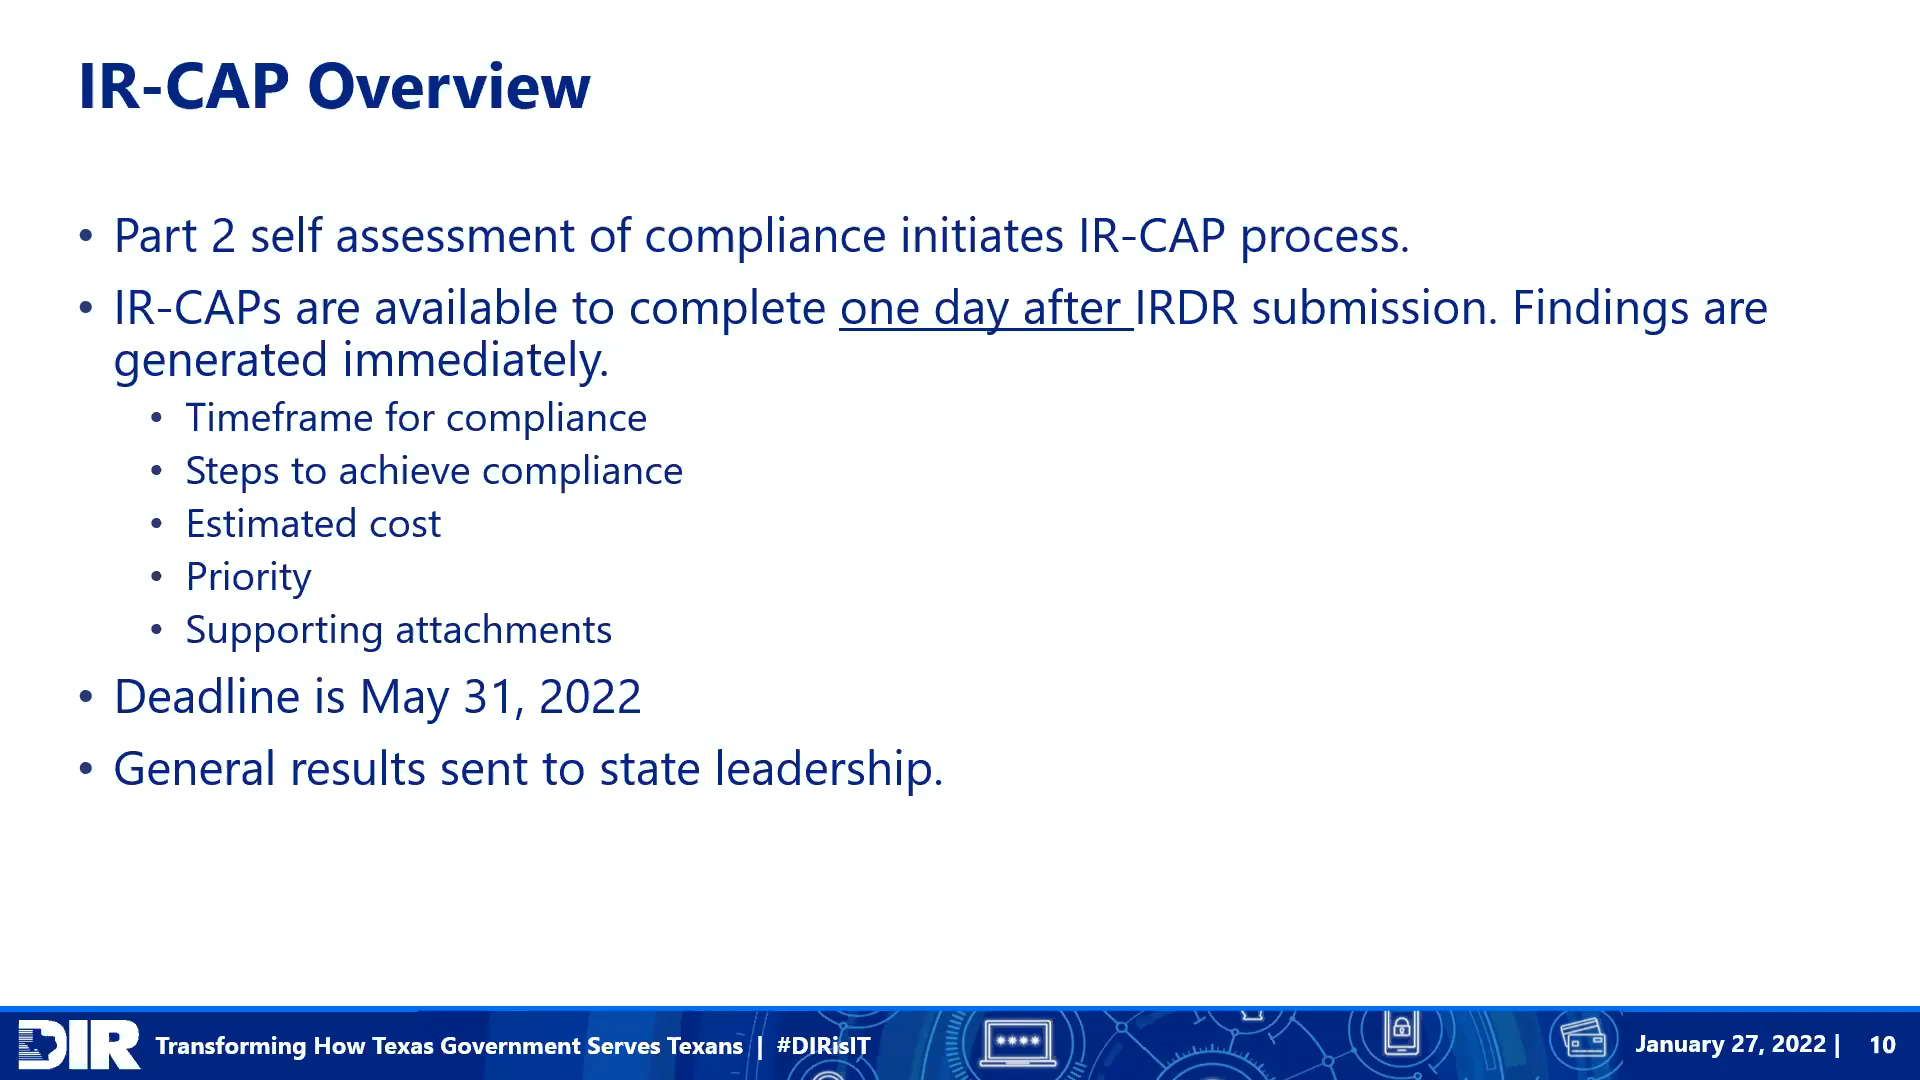 IR-CAP Overview
• Part 2 self assessment of compliance initiates IR-CAP process.
• IR-CAPs are available to complete one day after IRDR submission. Findings are
generated immediately.
• Timeframe for compliance
• Steps to achieve compliance
• Estimated cost
• Priority
• Supporting attachments
• Deadline is May 31, 2022
• General results sent to state leadership.
DIR Transforming How Texas Government Serves Texans | #DIRisIT
****
January 27, 2022 | 10